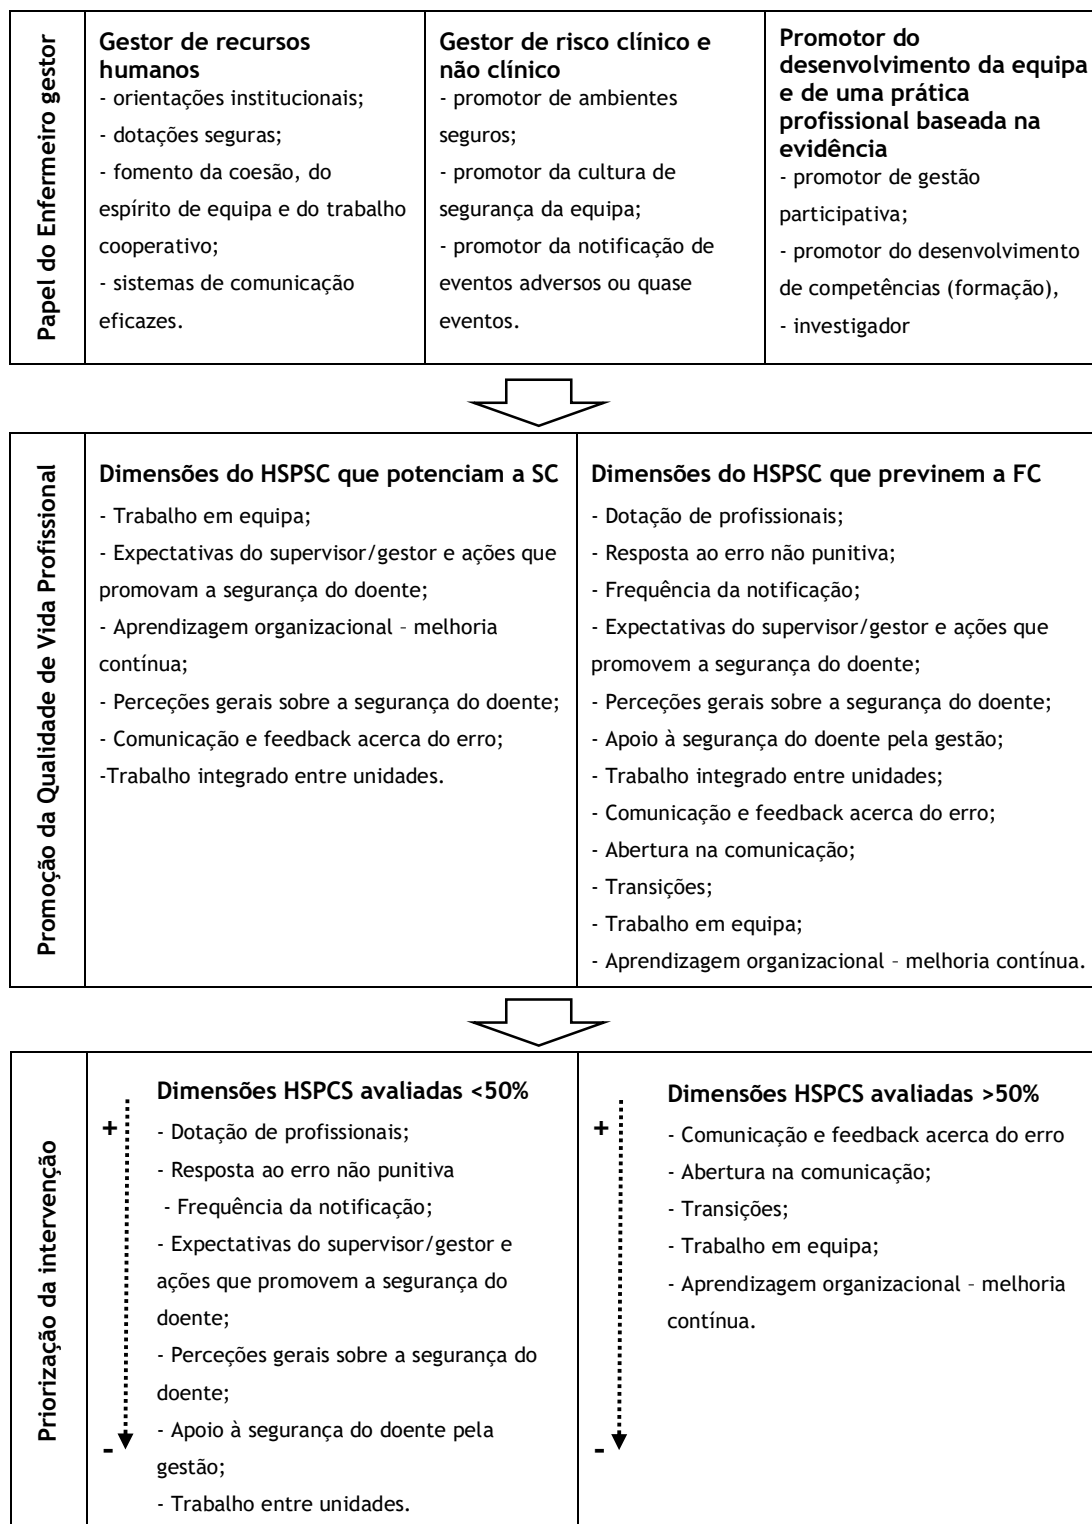 Papel do Enfermeiro gestor
Gestor de recursos
humanos
- orientações institucionais;
- dotações seguras;
- fomento da coesão, do
espírito de equipa e do trabalho
cooperativo;
- sistemas de comunicação
eficazes.
Gestor de risco clínico e
não clínico
- promotor de ambientes
seguros;
- promotor da cultura de
segurança da equipa;
- promotor da notificação de
eventos adversos ou quase
eventos.
Promotor do
desenvolvimento da equipa
e de uma prática
profissional baseada na
evidência
- promotor de gestão
participativa;
- promotor do desenvolvimento
de competências (formação),
- investigador
Promoção da Qualidade de Vida Profissional
Dimensões do HSPSC que potenciam a SC
- Trabalho em equipa;
- Expectativas do supervisor/gestor e ações que
promovam a segurança do doente;
- Aprendizagem organizacional – melhoria
contínua;
- Perceções gerais sobre a segurança do doente;
- Comunicação e feedback acerca do erro;
-Trabalho integrado entre unidades.
Dimensões do HSPSC que previnem a FC
- Dotação de profissionais;
- Resposta ao erro não punitiva;
- Frequência da notificação;
- Expectativas do supervisor/gestor e ações que
promovem a segurança do doente;
- Perceções gerais sobre a segurança do doente;
- Apoio à segurança do doente pela gestão;
- Trabalho integrado entre unidades;
- Comunicação e feedback acerca do erro;
- Abertura na comunicação;
- Transições;
- Trabalho em equipa;
- Aprendizagem organizacional – melhoria contínua.
Priorização da intervenção
Dimensões HSPCS avaliadas <50%
+
- Dotação de profissionais;
- Resposta ao erro não punitiva
- Frequência da notificação;
- Expectativas do supervisor/gestor e
ações que promovem a segurança do
doente;
- Perceções gerais sobre a segurança do
doente;
- Apoio à segurança do doente pela
gestão;
- Trabalho entre unidades.
-
Dimensões HSPCS avaliadas >50%
+
- Comunicação e feedback acerca do erro
- Abertura na comunicação;
- Transições;
- Trabalho em equipa;
- Aprendizagem organizacional – melhoria
contínua.
-